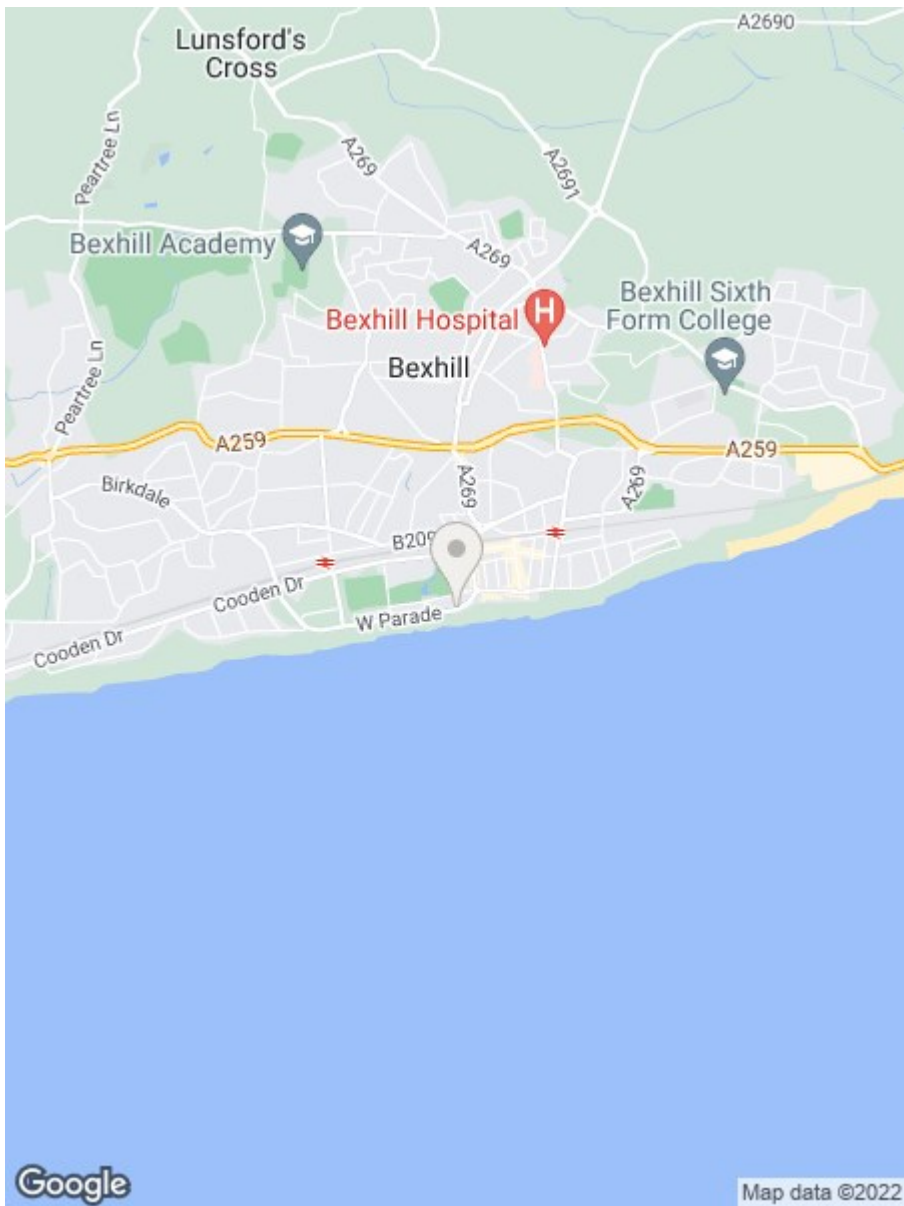 A2690
Lunsford's
Cross
Peartree Ln
A269
A2691
Bexhill Academy
A269
Bexhill Sixth
Form College
Bexhill Hospital
H
Bexhill
Peartree Ln
A259
A259
Birkdale
A269
A269
B209
Cooden Dr
W Parade
Cooden Dr
Google
Map data ©2022